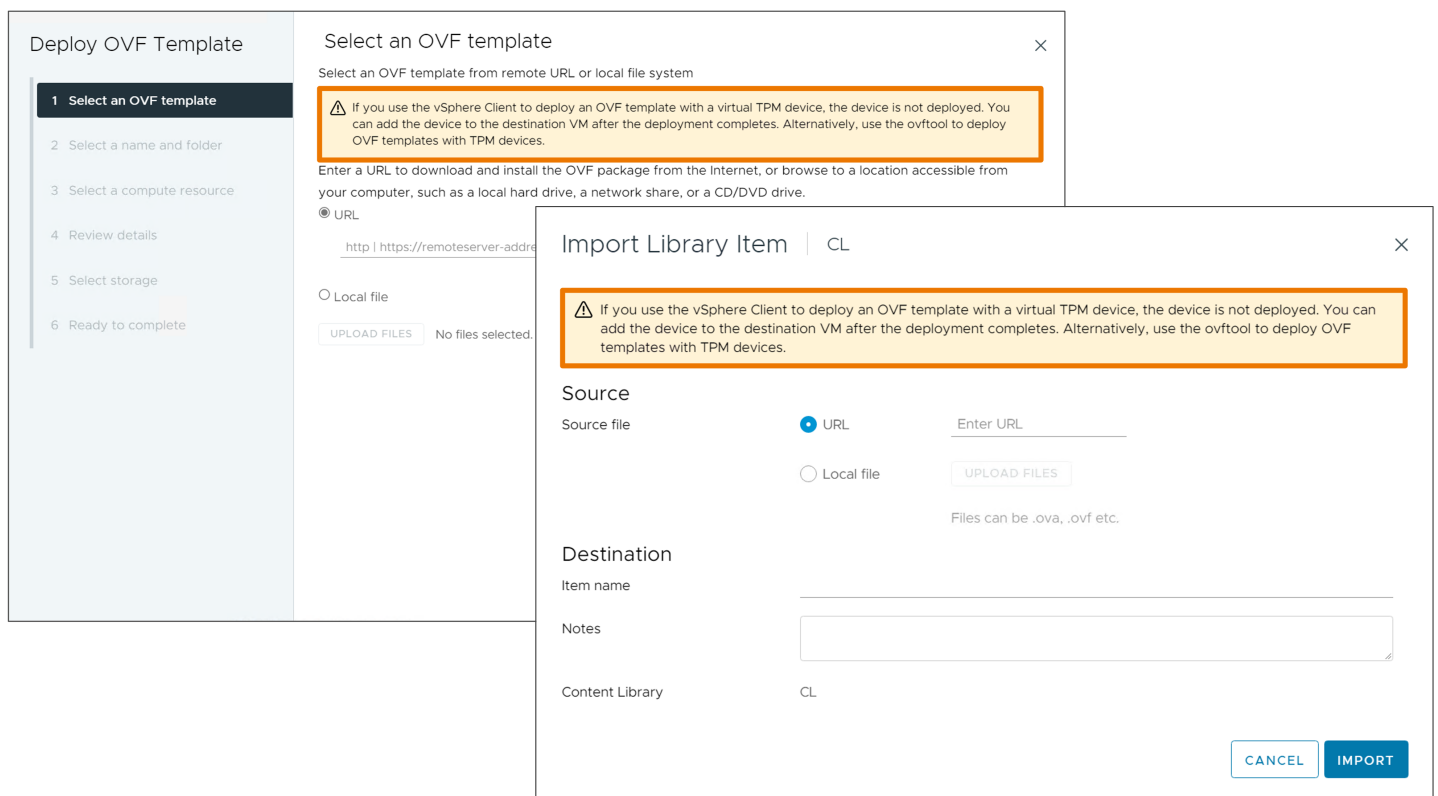 Deploy OVF Template
1 Select an OVF template
2 Select a name and folder
3 Select a compute resource
4 Review details
5 Select storage
6 Ready to complete
Select an OVF template
Select an OVF template from remote URL or local file system
If you use the vSphere Client to deploy an OVF template with a virtual TPM device, the device is not deployed. You
can add the device to the destination VM after the deployment completes. Alternatively, use the ovftool to deploy
OVF templates with TPM devices.
Enter a URL to download and install the OVF package from the Internet, or browse to a location accessible from
your computer, such as a local hard drive, a network share, or a CD/DVD drive.
URL
http | https://remoteserver-addre
Local file
UPLOAD FILES No files selected.
Import Library Item CL
If you use the vSphere Client to deploy an OVF template with a virtual TPM device, the device is not deployed. You can
add the device to the destination VM after the deployment completes. Alternatively, use the ovftool to deploy OVF
templates with TPM devices.
Source
Source file URL Enter URL
Local file UPLOAD FILES
Files can be .ova, .ovf etc.
Destination
Item name
Notes
Content Library CL
CANCEL IMPORT